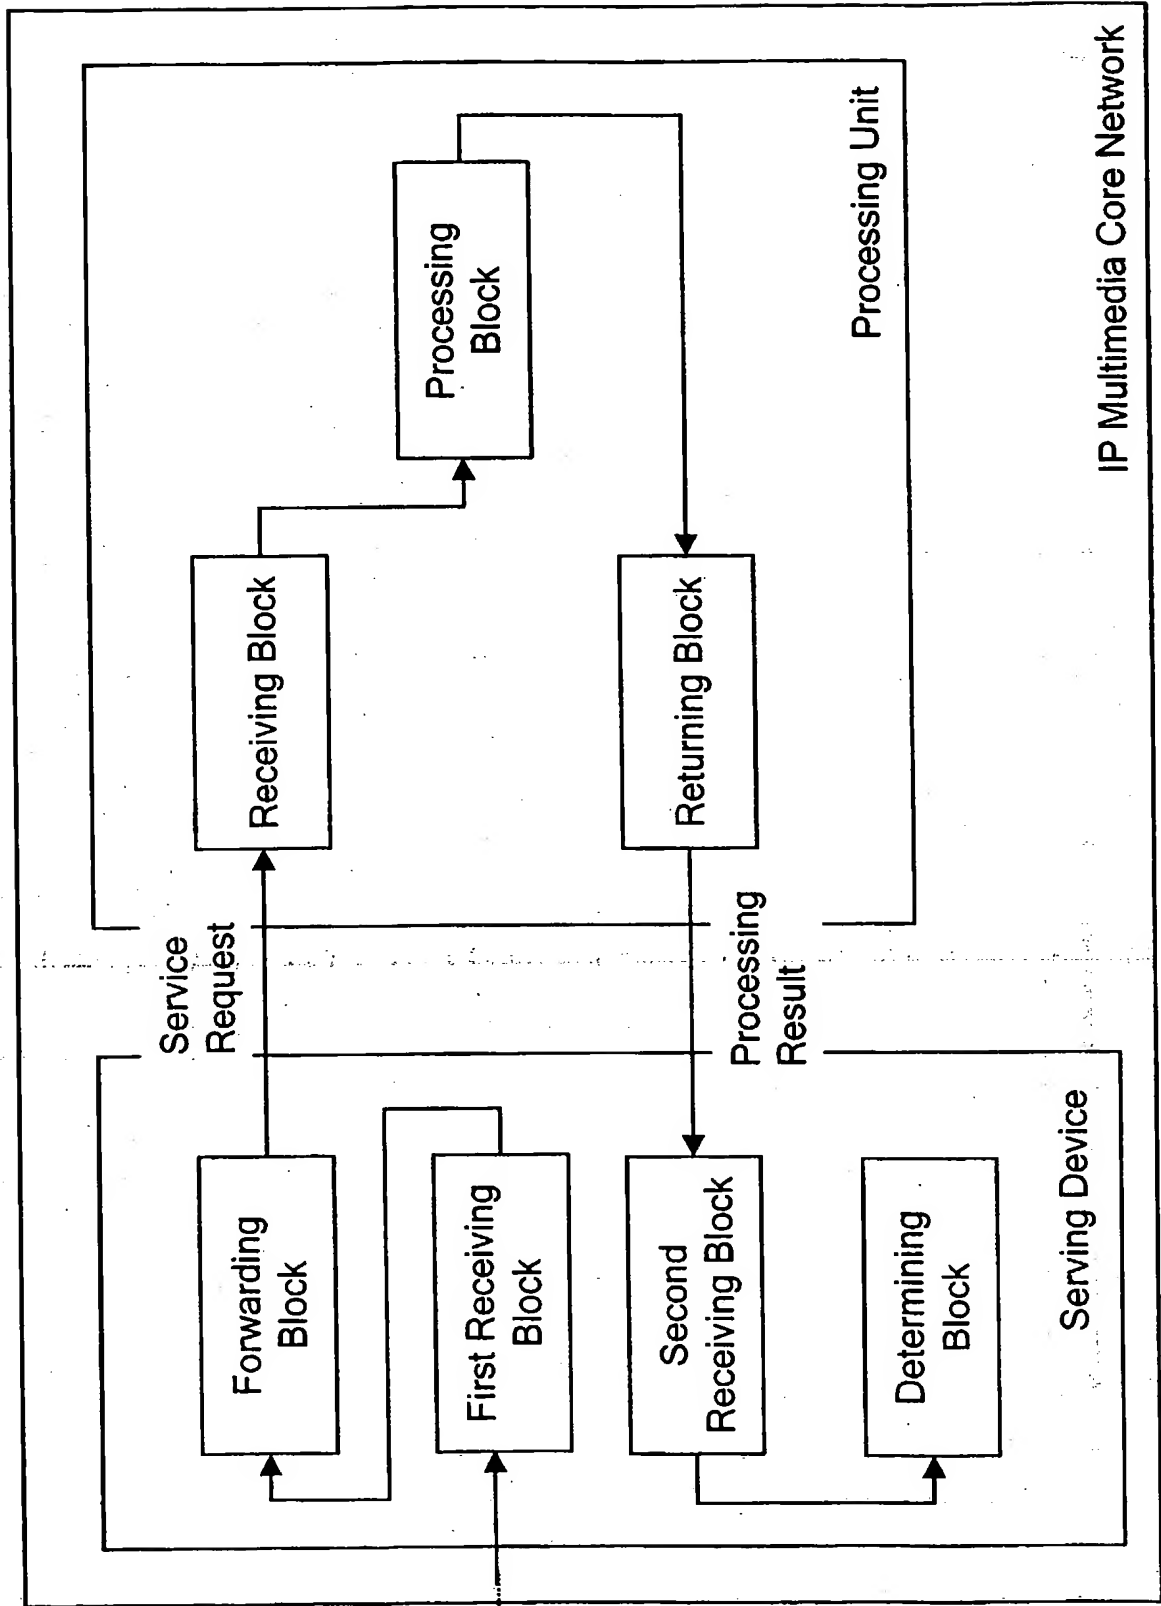 Forwarding
Block
First Receiving
Block
Second
Receiving Block
Determining
Block
Serving Device
Service
Request
Processing
Result
Receiving Block
Returning Block
Processing
Block
Processing Unit
IP Multimedia Core Network